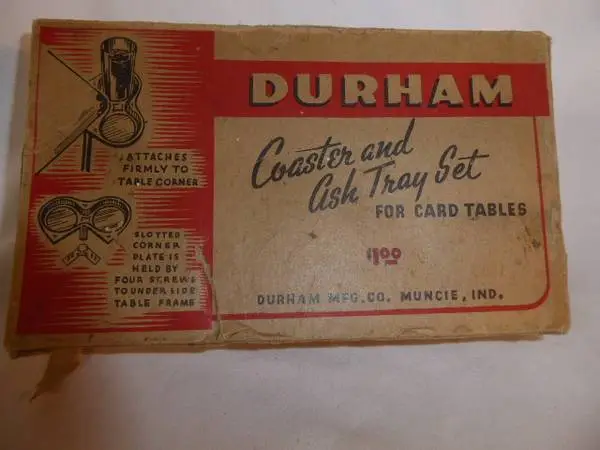 DURHAM
Coaster and
Ash Tray Set
FOR CARD TABLES
$1.00
DURHAM MFG. CO. MUNCIE, IND.
ATTACHES
FIRMLY TO
TABLE CORNER
SLOTTED
CORNER
PLATE IS
HELD BY
FOUR SCREWS
TO UNDER SIDE
TABLE FRAME